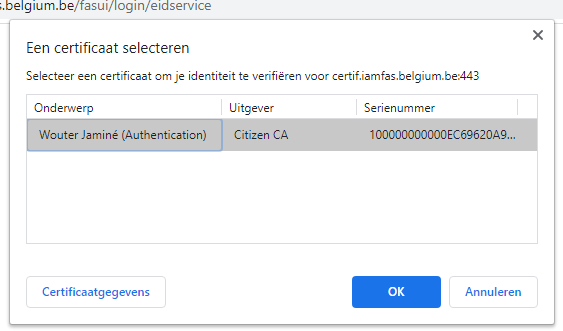 s.belgium.be/fasui/login/eidservice
Een certificaat selecteren
Selecteer een certificaat om je identiteit te verifiëren voor certif.iamfas.belgium.be:443
Onderwerp Uitgever Serienummer
Wouter Jaminé (Authentication) Citizen CA 100000000000EC69620A9...
Certificaatgegevens OK Annuleren